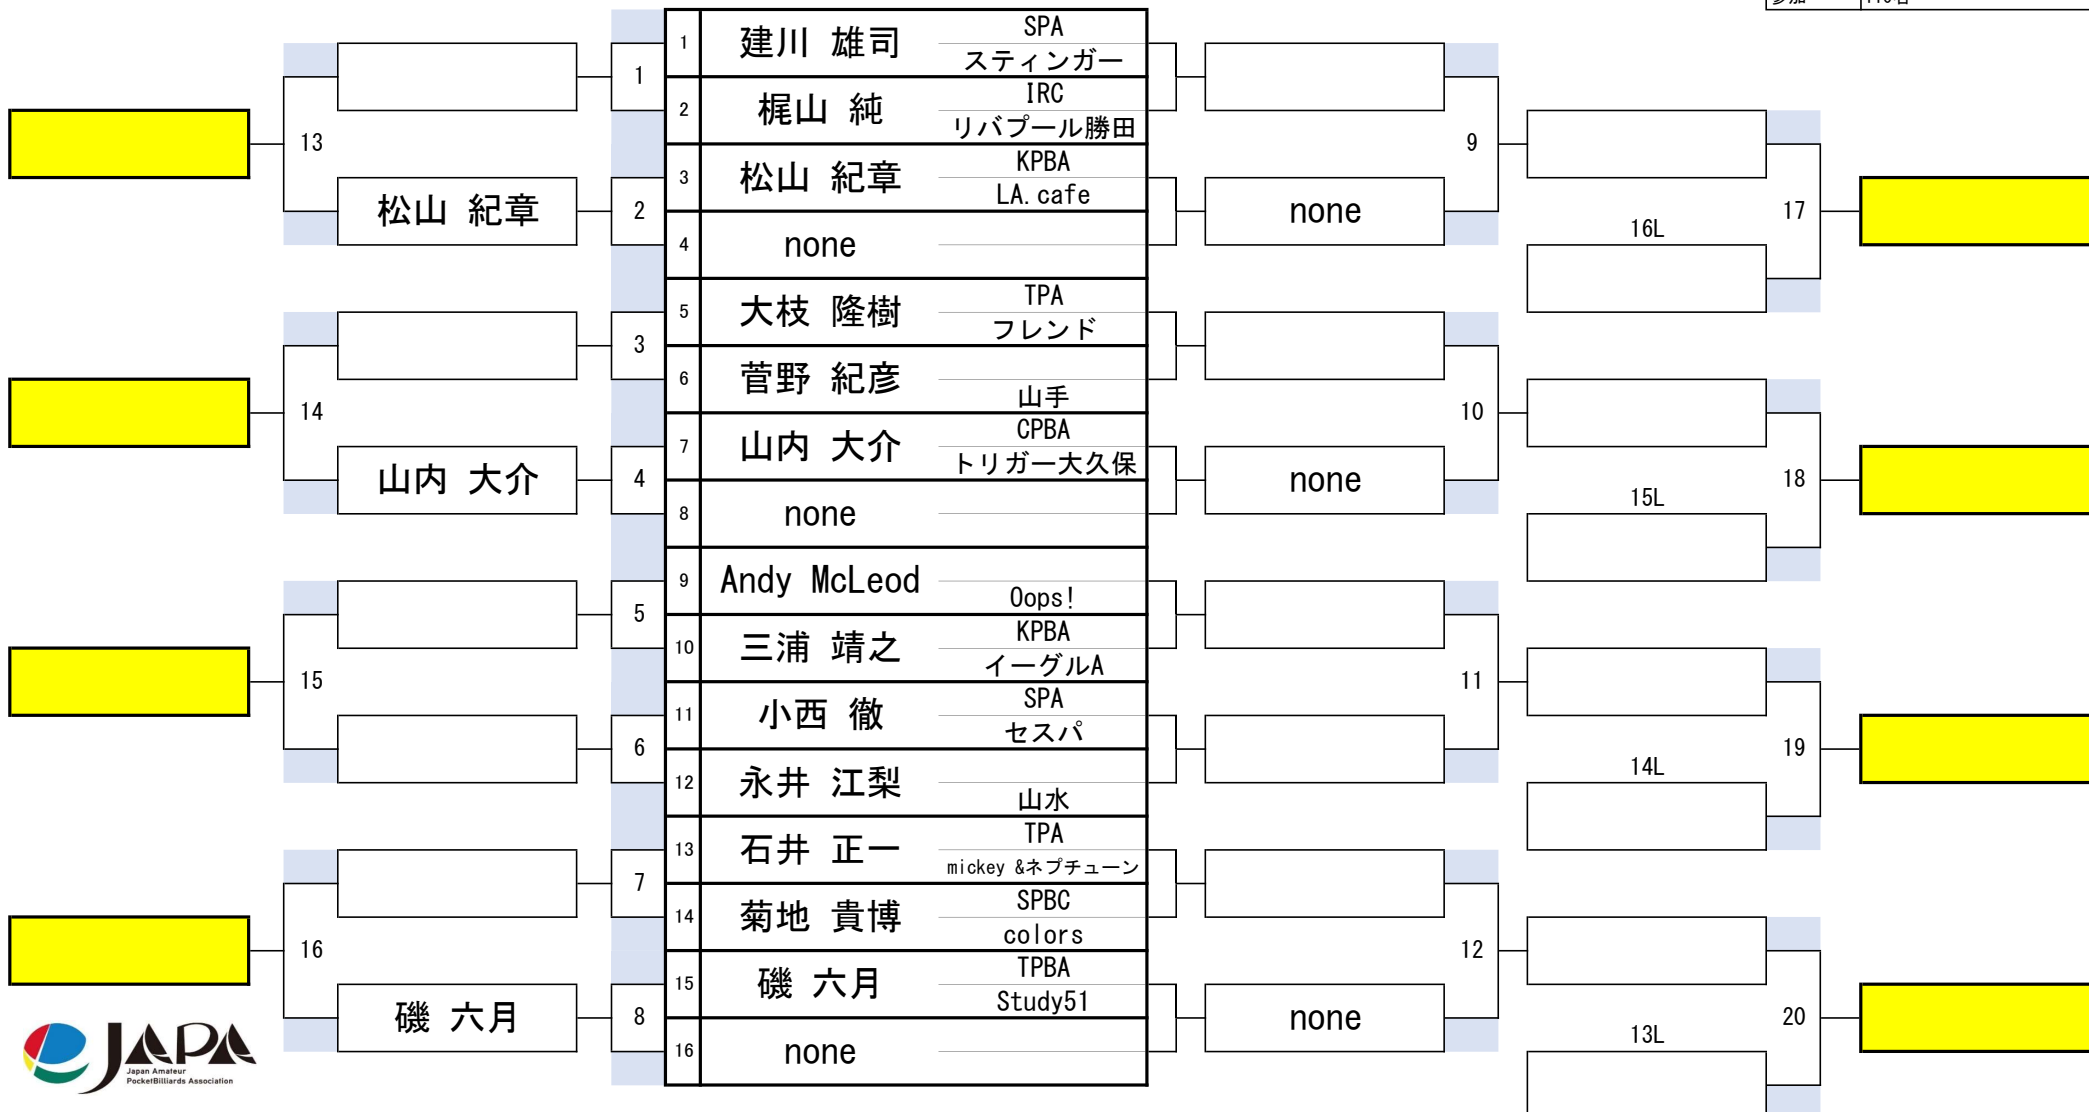 参加 110名
1 建川 雄司 SPA
スティンガー
1
2 梶山 純 IRC
リバプール勝田
13
9
3 松山 紀章 KPBA
LA.cafe
松山 紀章
2
none
17
4 none
16L
5 大枝 隆樹 TPA
フレンド
3
6 菅野 紀彦
山手
14
10
7 山内 大介 CPBA
トリガー大久保
山内 大介
4
none
18
8 none
15L
9 Andy McLeod
Oops!
5
10 三浦 靖之 KPBA
イーグルA
15
11
11 小西 徹 SPA
セスパ
6
19
12 永井 江梨
山水
14L
13 石井 正一 TPA
mickey &ネプチューン
7
14 菊地 貴博 SPBC
colors
16
12
15 磯 六月 TPBA
Study51
磯 六月
8
none
20
16 none
13L
JAPA
Japan Amateur
PocketBilliards Association